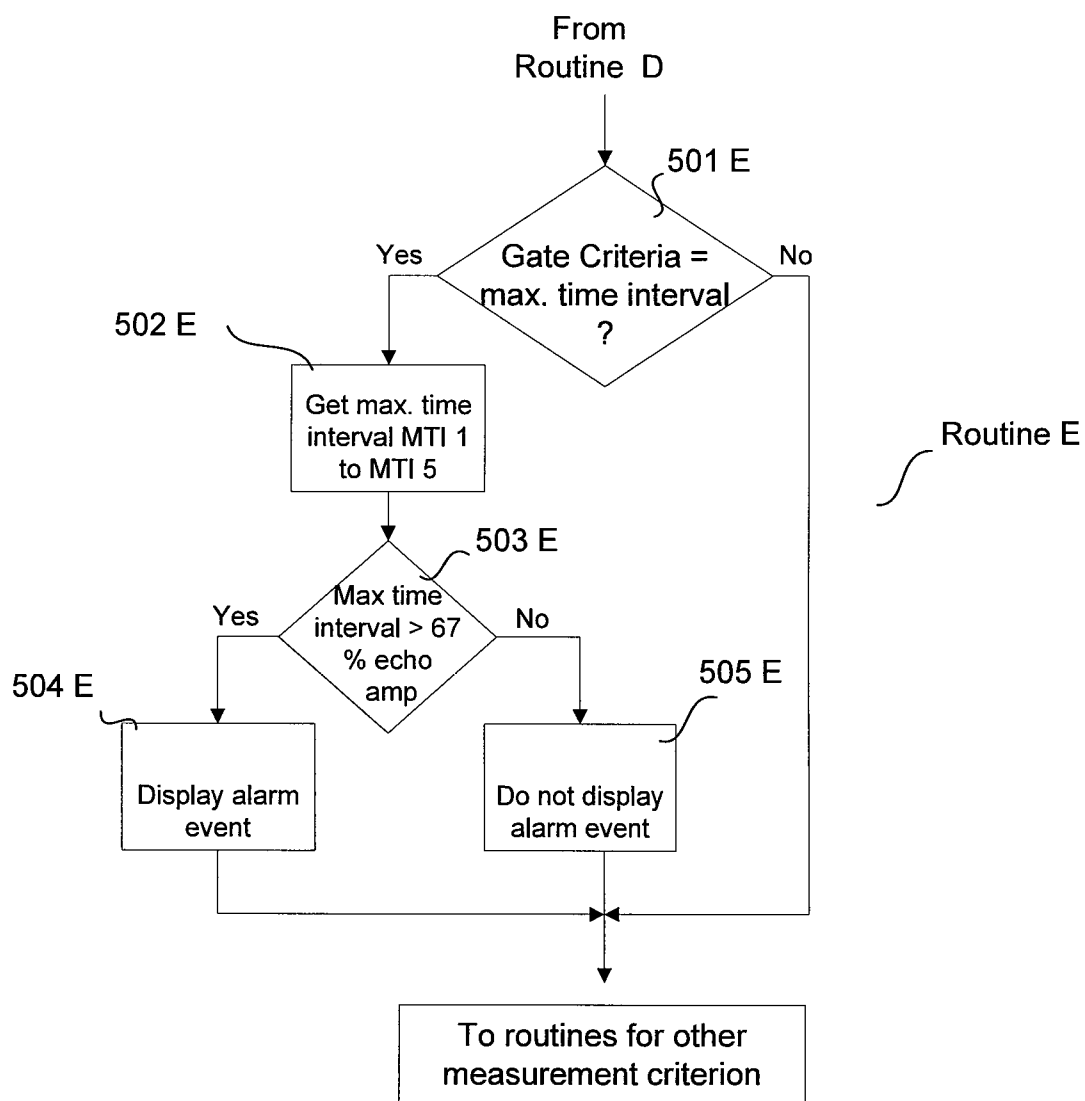 From
Routine D
501 E
Yes
Gate Criteria =
max. time interval
?
No
502 E
Get max. time
interval MTI 1
to MTI 5
Routine E
503 E
Yes
Max time
interval > 67
% echo
amp
No
504 E
505 E
Display alarm
event
Do not display
alarm event
To routines for other
measurement criterion